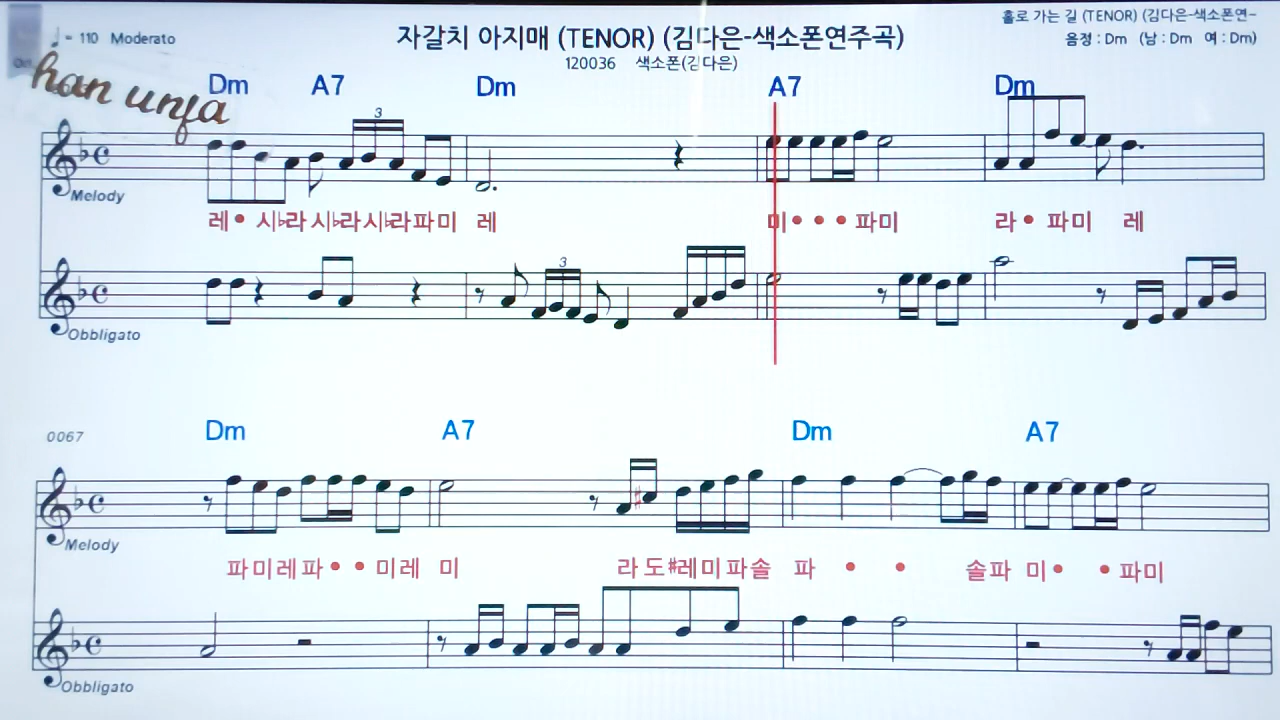 ♩= 110 Moderato
자갈치 아지매 (TENOR) (김다은-색소폰연주곡)
홀로 가는 길 (TENOR) (김다은-색소폰연-
120036 색소폰(김다은)
음정 : Dm (남 : Dm 여 : Dm)
han unfa
Dm A7 Dm A7 Dm
3
Melody
레 • 시♭라시♭라시♭라파미 레 미 • • • 파미 라 • 파미 레
3
Obbligato
0067
Dm A7 Dm A7
Melody
파미레파 • • 미레 미 라도#레미파솔 파 • • 솔파 미 • • 파미
Obbligato